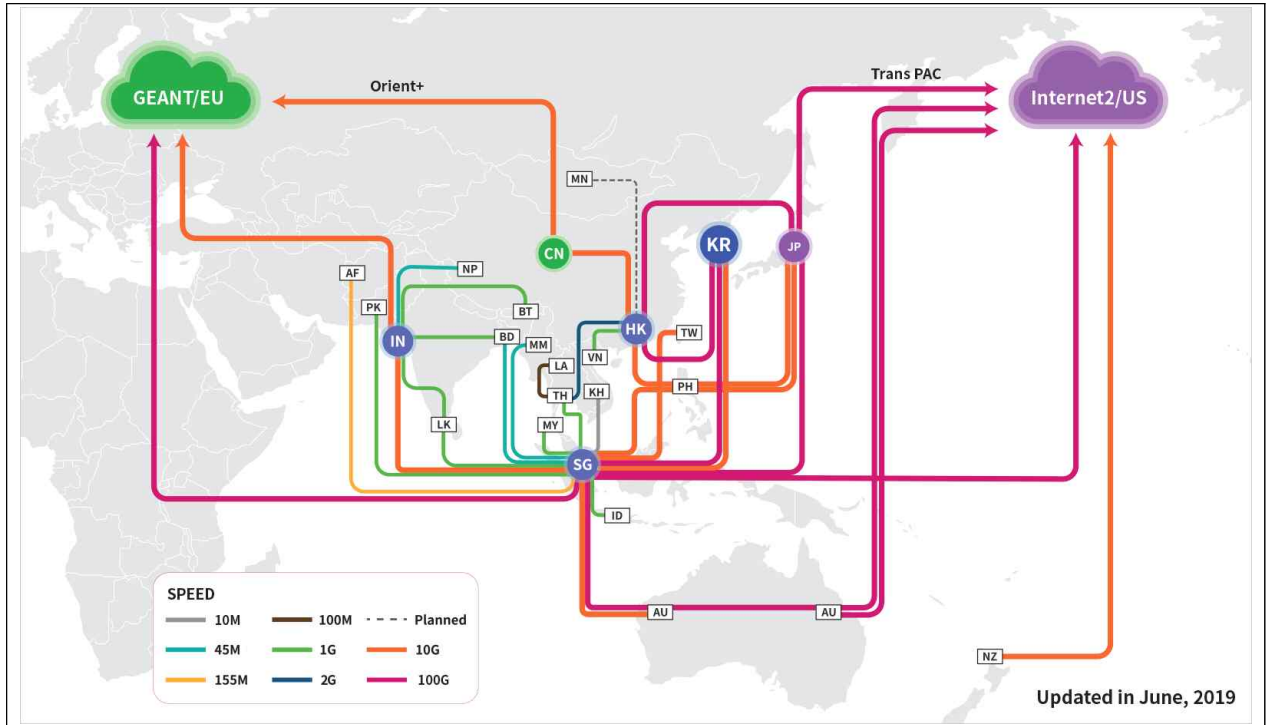 Orient+
Trans PAC
GEANT/EU
Internet2/US
MN
KR
JP
CN
AF
NP
PK
BT
IN
BD
MM
HK
TW
VN
LA
TH
KH
PH
LK
MY
SG
ID
AU
AU
NZ
SPEED
10M
100M
Planned
45M
1G
10G
155M
2G
100G
Updated in June, 2019